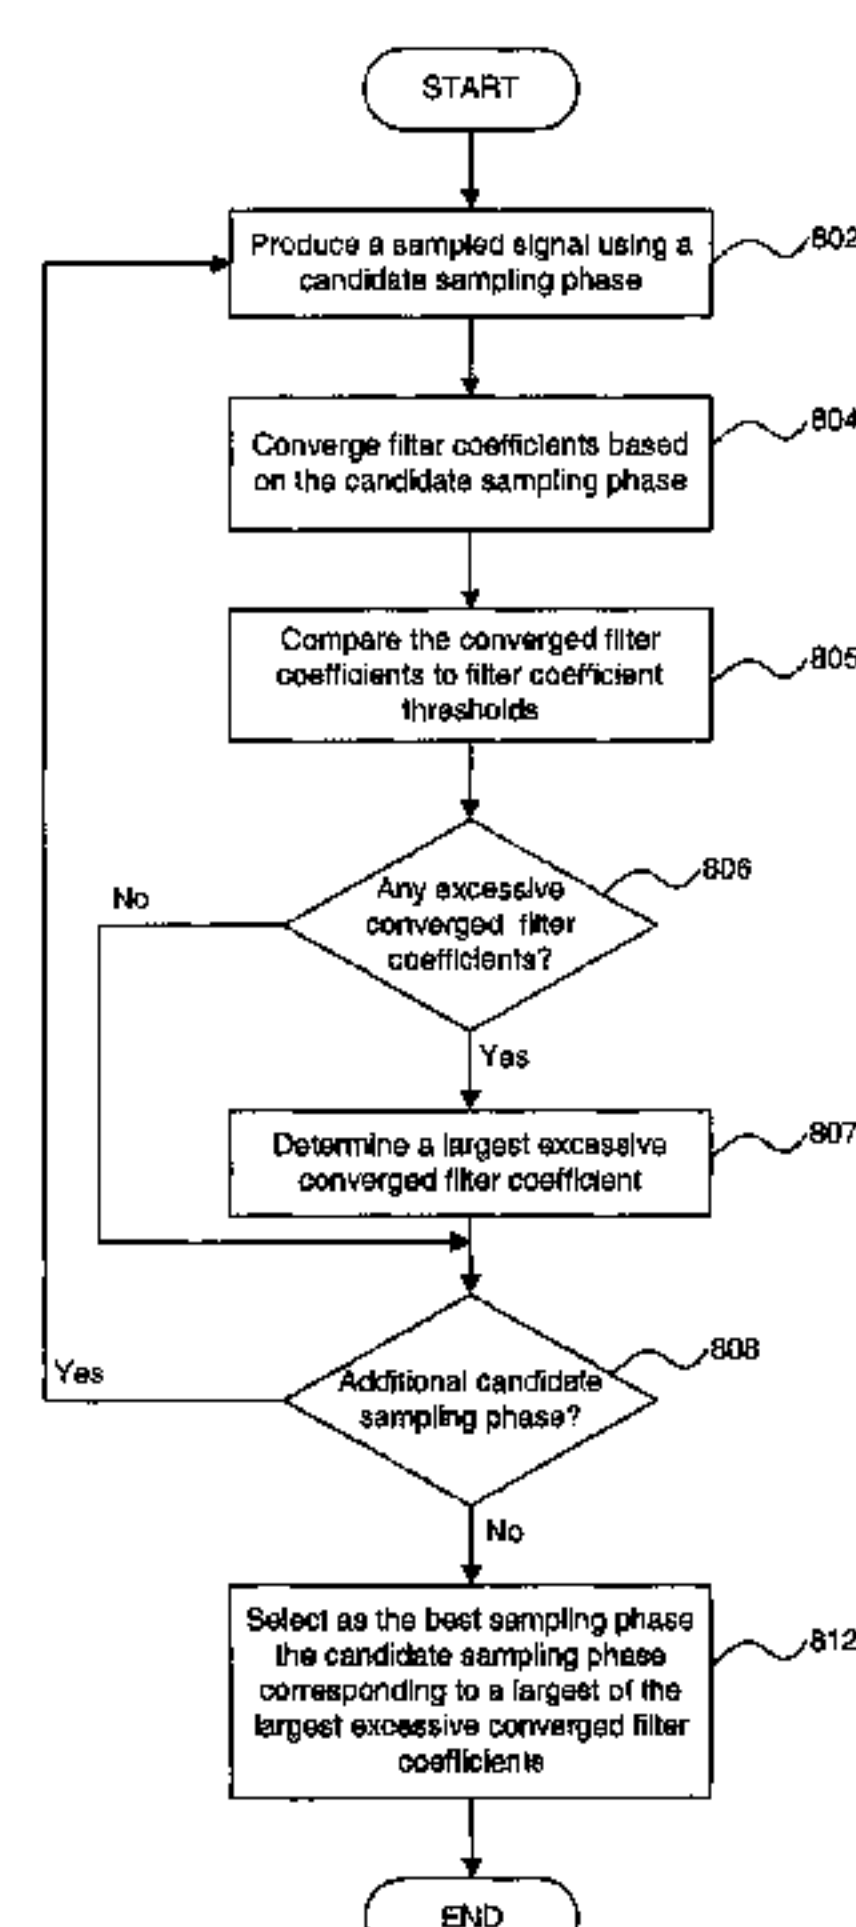 START
Produce a sampled signal using a
candidate sampling phase
802
Converge filter coefficients based
on the candidate sampling phase
804
Compare the converged filter
coefficients to filter coefficient
thresholds
805
Any excessive
converged filter
coefficients?
806
No
Yes
Determine a largest excessive
converged filter coefficient
807
Additional candidate
sampling phase?
808
Yes
No
Select as the best sampling phase
the candidate sampling phase
corresponding to a largest of the
largest excessive converged filter
coefficients
812
END